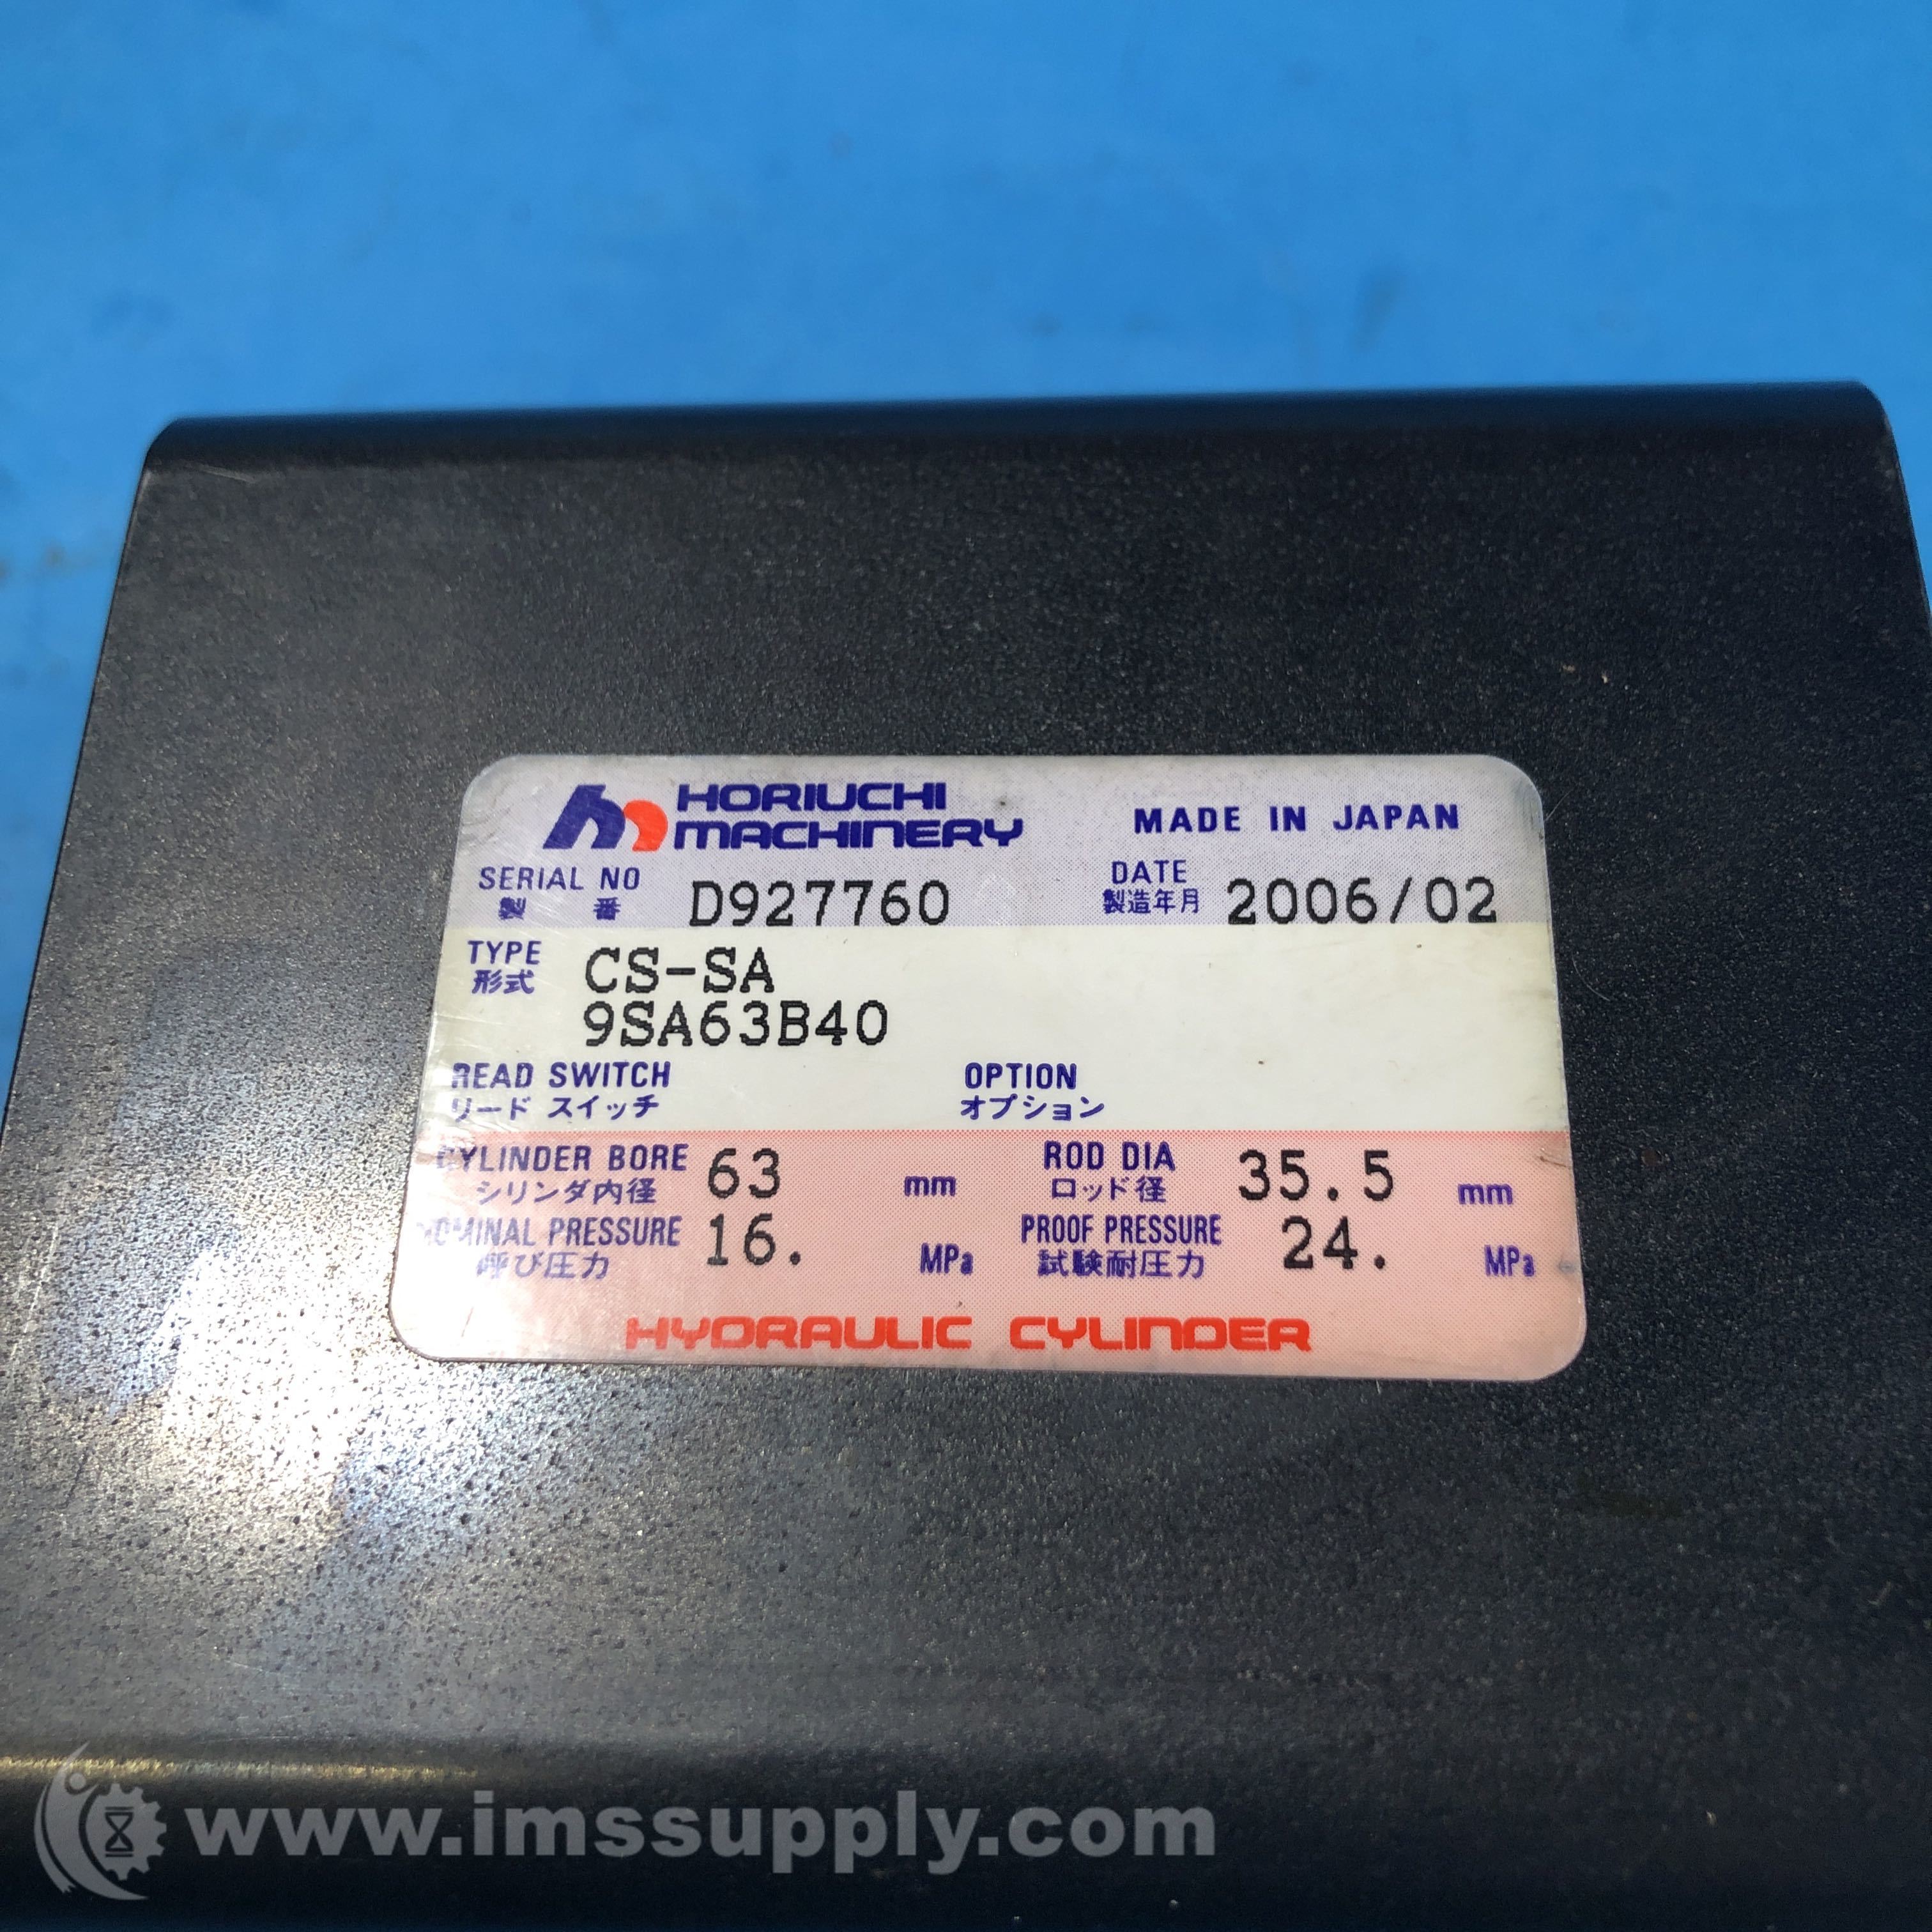 HORIUCHI
MACHINERY
MADE IN JAPAN
SERIAL NO D927760 DATE 2006/02
製 番 製造年月
TYPE CS-SA
形式 9SA63B40
READ SWITCH OPTION
リード スイッチ オプション
CYLINDER BORE 63 mm ROD DIA 35.5 mm
シリンダ内径 ロッド径
NOMINAL PRESSURE 16. MPa PROOF PRESSURE 24. MPa
呼び圧力 試験耐圧力
HYDRAULIC CYLINDER
www.imssupply.com